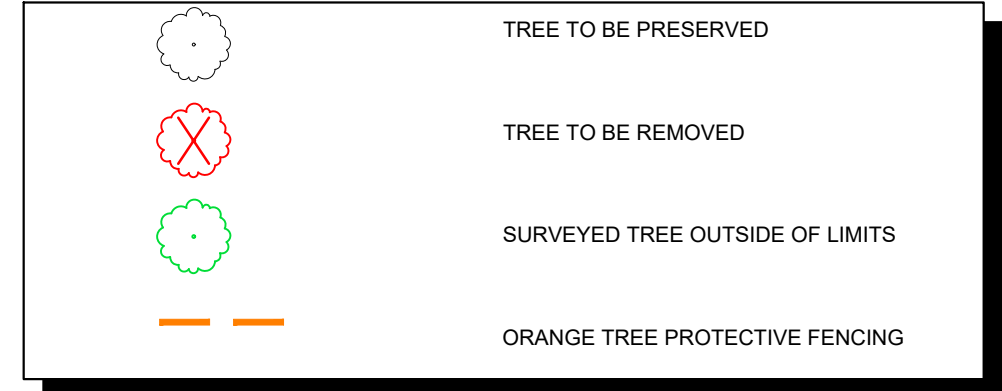 TREE TO BE PRESERVED
TREE TO BE REMOVED
SURVEYED TREE OUTSIDE OF LIMITS
ORANGE TREE PROTECTIVE FENCING